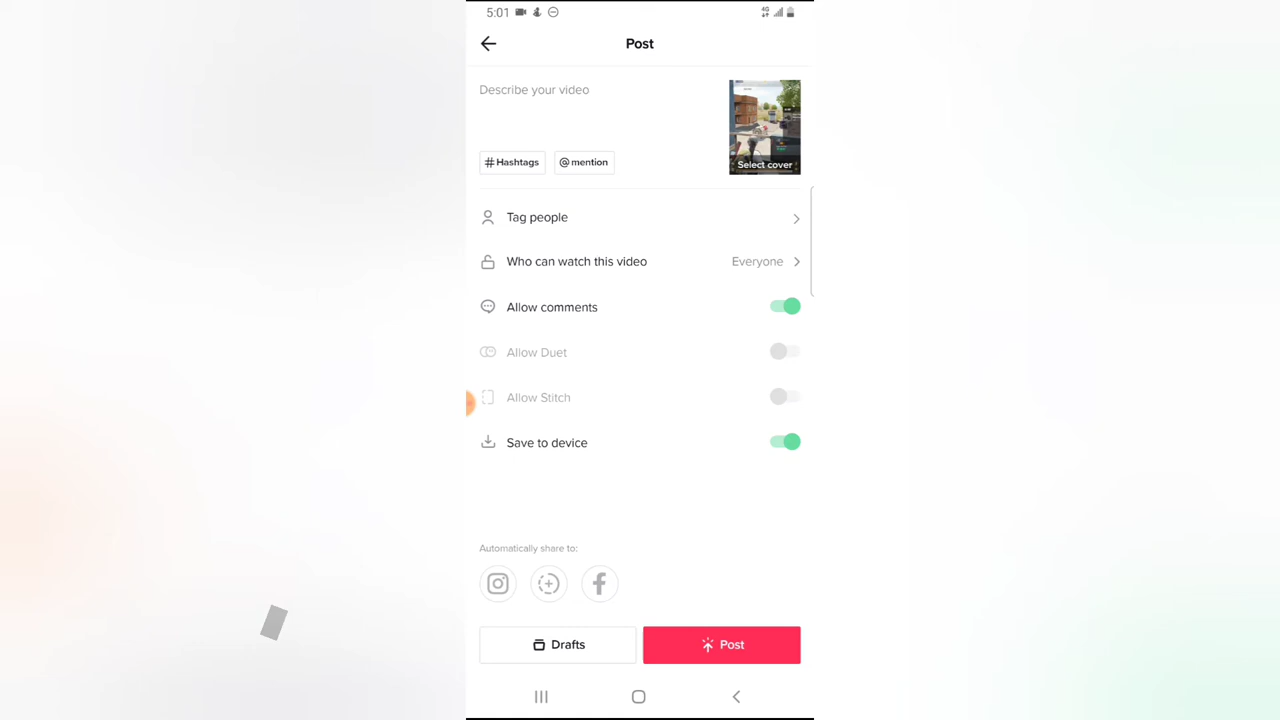 5:01
4G
Post
Describe your video
#Hashtags
@mention
Select cover
Tag people
Who can watch this video
Everyone
Allow comments
Allow Duet
Allow Stitch
Save to device
Automatically share to:
Drafts
Post